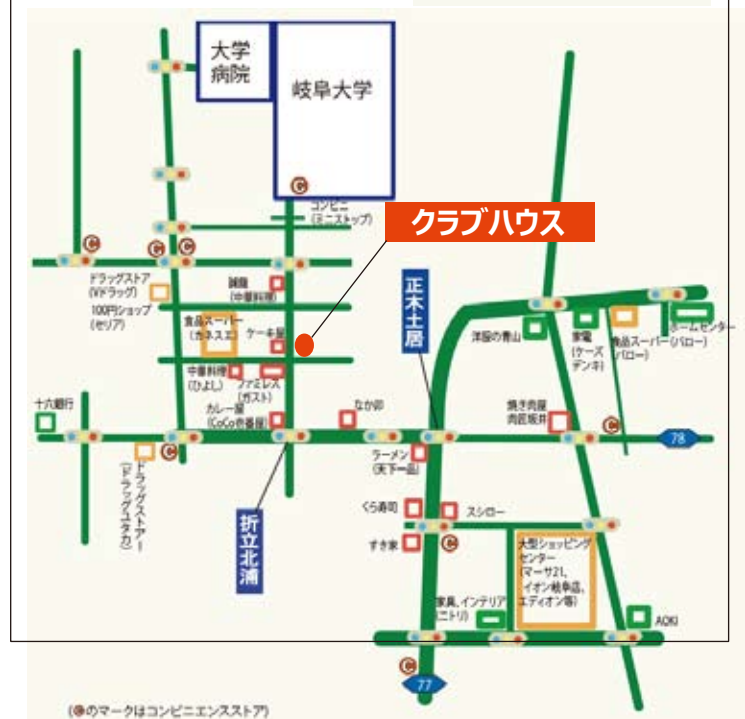 大学
病院
岐阜大学
Ⓒ
コンビニ
(ミニストップ)
クラブハウス
Ⓒ
Ⓒ
Ⓒ
ドラッグストア
(Vドラッグ)
100円ショップ
(セリア)
(中華料理)
食品スーパー
(カネスエ)
ケーキ屋
正木土居
洋服の青山
家電
(ケーズ
デンキ)
食品スーパー
(バロー)
ホームセンター
(バロー)
中華料理
(ひよし)
ファミレス
(ガスト)
十六銀行
カレー屋
(CoCo壱番屋)
なか卯
焼き肉屋
肉匠坂井
Ⓒ
78
ドラッグストアー
(ドラッグユタカ)
Ⓒ
ラーメン
(天下一品)
折立北浦
くら寿司
スシロー
すき家
Ⓒ
大型ショッピング
センター
(マーサ21、
イオン岐阜店、
エディオン等)
家具、インテリア
(ニトリ)
AOKI
Ⓒ
77
(Ⓒのマークはコンビニエンスストア)